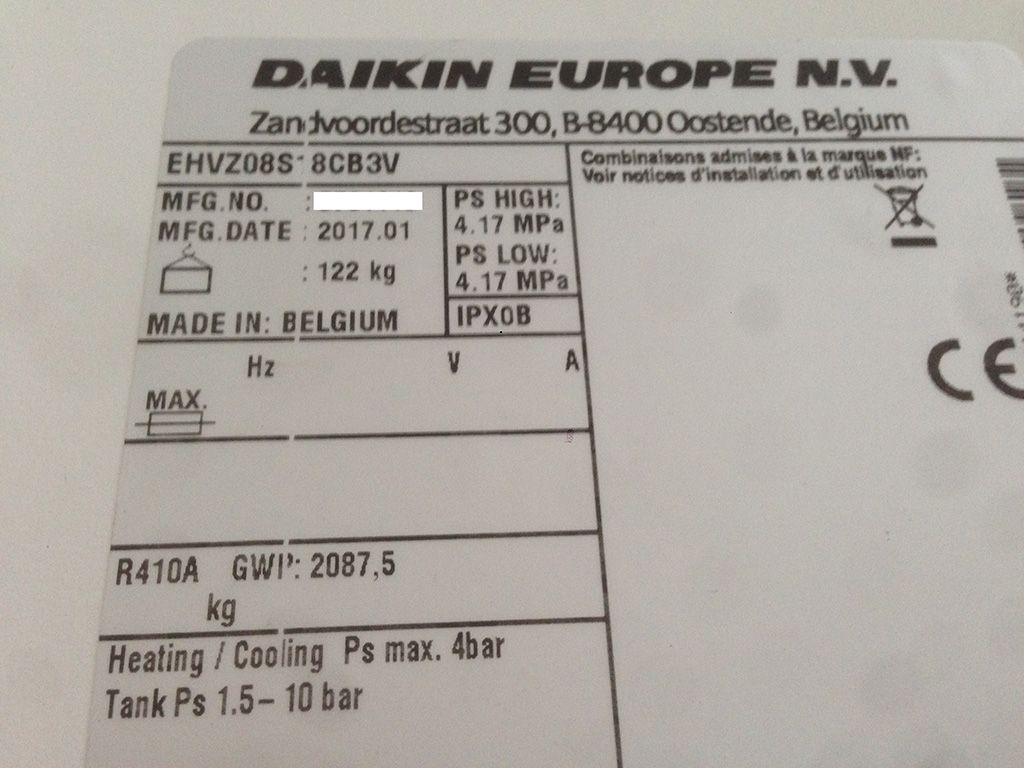 DAIKIN EUROPE N.V.
Zandvoordestraat 300, B-8400 Oostende, Belgium
EHVZ08S18CB3V
Combinaisons admises à la marque NF:
Voir notices d'installation et d'utilisation
MFG.NO. :
MFG.DATE : 2017.01
: 122 kg
MADE IN: BELGIUM
PS HIGH:
4.17 MPa
PS LOW:
4.17 MPa
IPX0B
CE
Hz V A
MAX.
R410A GWP: 2087,5
kg
Heating / Cooling Ps max. 4bar
Tank Ps 1.5– 10 bar